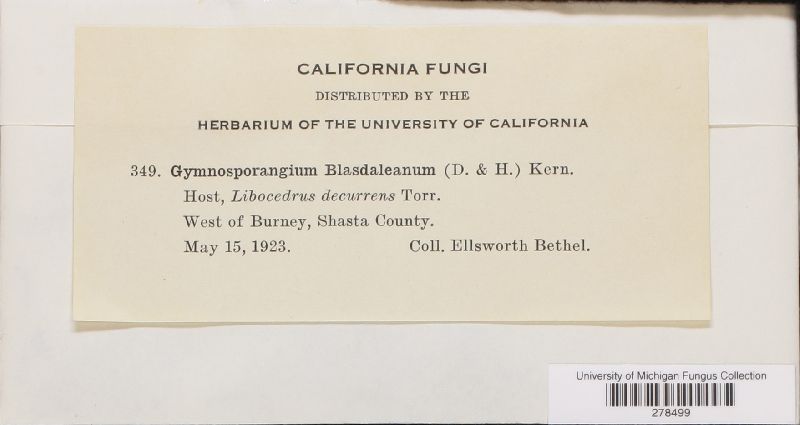 CALIFORNIA FUNGI
DISTRIBUTED BY THE
HERBARIUM OF THE UNIVERSITY OF CALIFORNIA
349. Gymnosporangium Blasdaleanum (D. & H.) Kern.
Host, Libocedrus decurrens Torr.
West of Burney, Shasta County.
May 15, 1923. Coll. Ellsworth Bethel.
University of Michigan Fungus Collection
278499